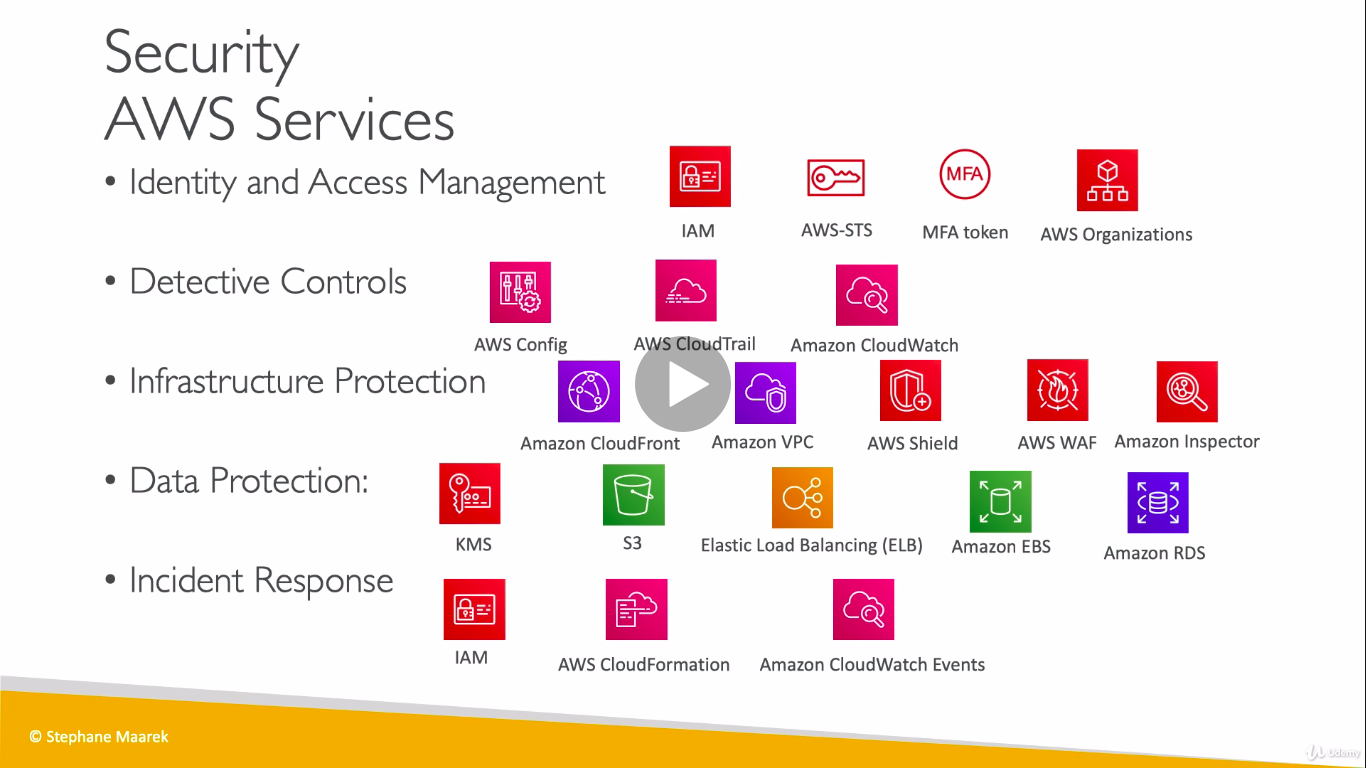 Security
AWS Services
• Identity and Access Management
MFA
IAM
AWS-STS
MFA token
AWS Organizations
• Detective Controls
AWS Config
AWS CloudTrail
Amazon CloudWatch
• Infrastructure Protection
Amazon CloudFront
Amazon VPC
AWS Shield
AWS WAF
Amazon Inspector
• Data Protection:
KMS
S3
Elastic Load Balancing (ELB)
Amazon EBS
Amazon RDS
• Incident Response
IAM
AWS CloudFormation
Amazon CloudWatch Events
© Stephane Maarek
Udemy